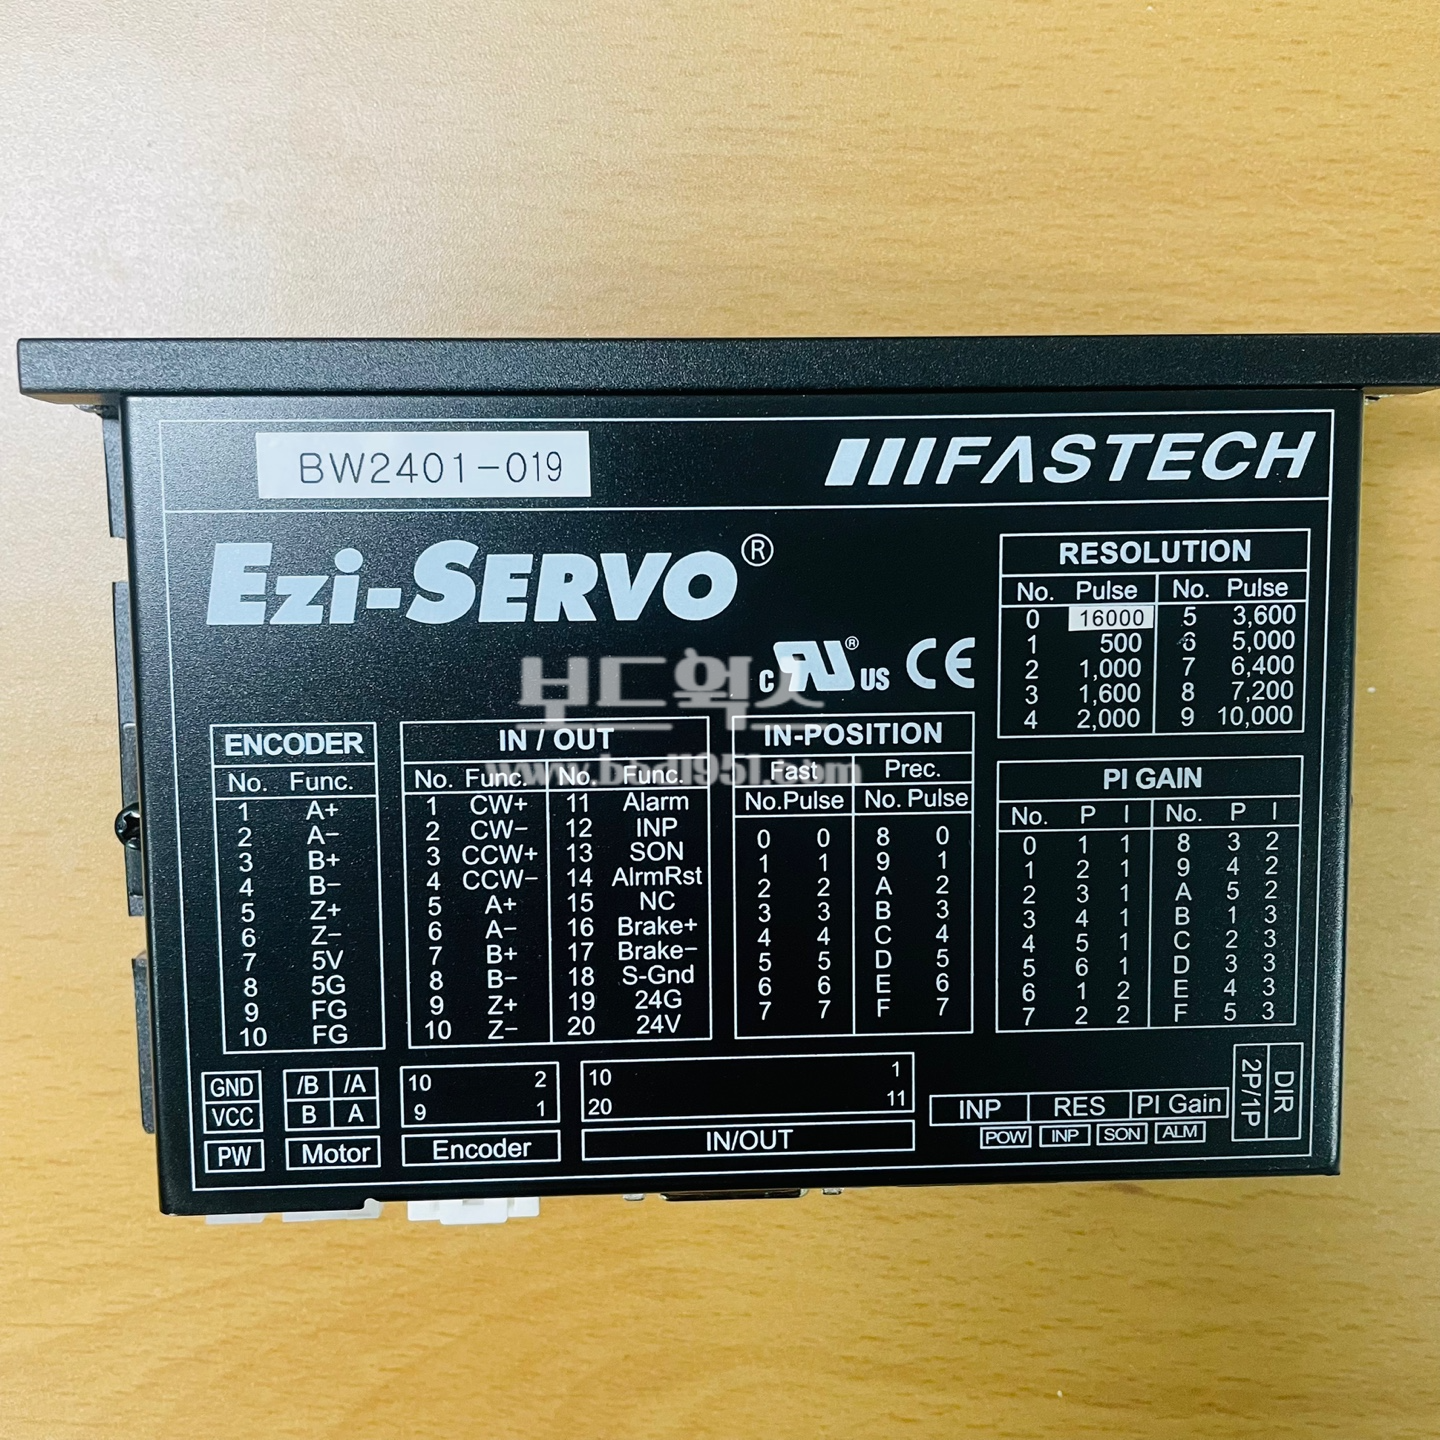 BW2401-019
FASTECH
Ezi-SERVO®
c UL® US CE
보드웍스
www.bod1951.com
RESOLUTION
No. Pulse No. Pulse
0 16000 5 3,600
1 500 6 5,000
2 1,000 7 6,400
3 1,600 8 7,200
4 2,000 9 10,000
ENCODER
No. Func.
1 A+
2 A-
3 B+
4 B-
5 Z+
6 Z-
7 5V
8 5G
9 FG
10 FG
IN / OUT
No. Func. No. Func.
1 CW+ 11 Alarm
2 CW- 12 INP
3 CCW+ 13 SON
4 CCW- 14 AlrmRst
5 A+ 15 NC
6 A- 16 Brake+
7 B+ 17 Brake-
8 B- 18 S-Gnd
9 Z+ 19 24G
10 Z- 20 24V
IN-POSITION
Fast Prec.
No. Pulse No. Pulse
0 0 8 0
1 1 9 1
2 2 A 2
3 3 B 3
4 4 C 4
5 5 D 5
6 6 E 6
7 7 F 7
PI GAIN
No. P I No. P I
0 1 1 8 3 2
1 2 1 9 4 2
2 3 1 A 5 2
3 4 1 B 1 3
4 5 1 C 2 3
5 6 1 D 3 3
6 1 2 E 4 3
7 2 2 F 5 3
GND /B /A 10 2 10 1
VCC B A 9 1 20 11
PW Motor Encoder IN/OUT
INP RES PI Gain
POW INP SON ALM
2P/1P
DIR